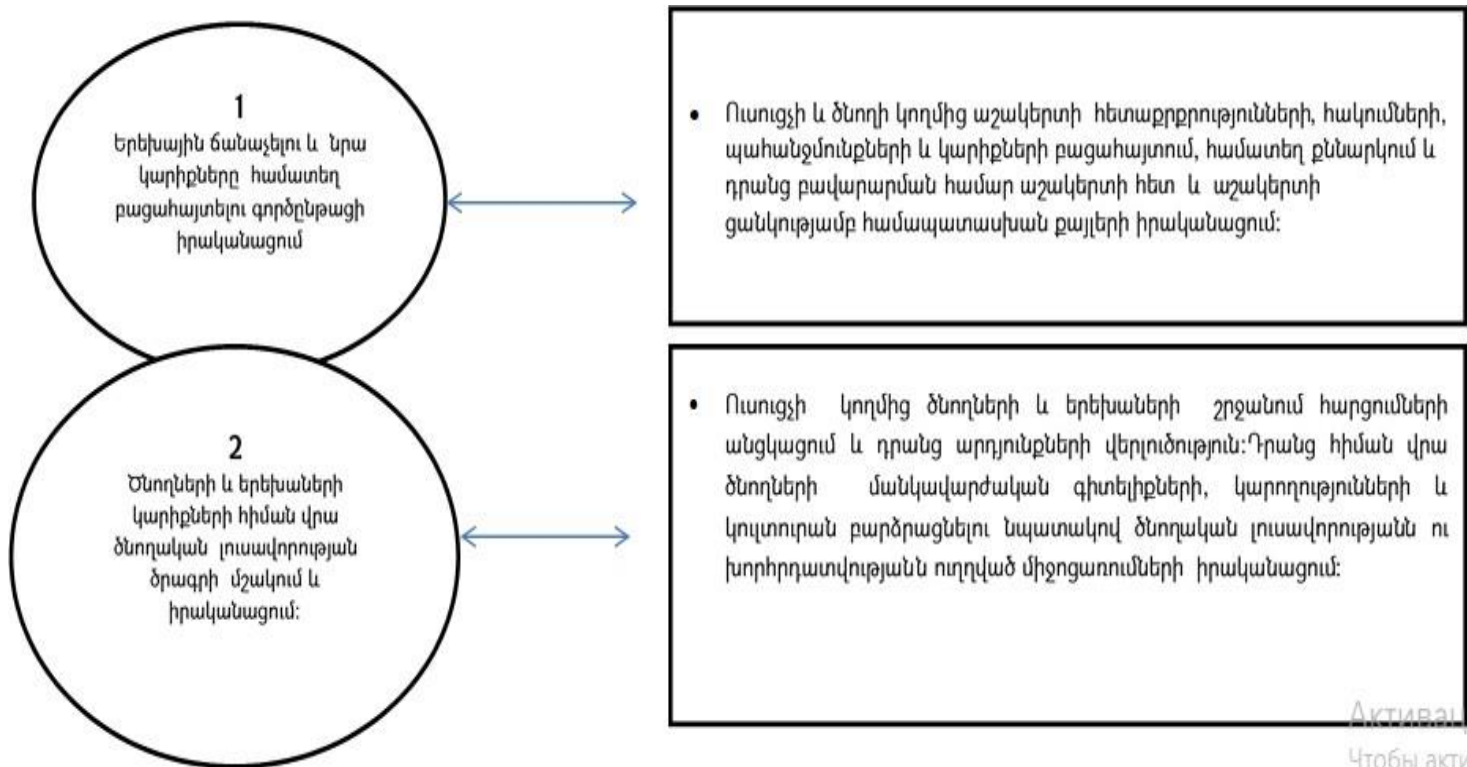 1
Երեխային ճանաչելու և նրա
կարիքները համատեղ
բացահայտելու գործընթացի
իրականացում
• Ուսուցչի և ծնողի կողմից աշակերտի հետաքրքրությունների, հակումների,
պահանջմունքների և կարիքների բացահայտում, համատեղ քննարկում և
դրանց բավարարման համար աշակերտի հետ և աշակերտի
ցանկությամբ համապատասխան քայլերի իրականացում:
2
Ծնողների և երեխաների
կարիքների հիման վրա
ծնողական լուսավորության
ծրագրի մշակում և
իրականացում:
• Ուսուցչի կողմից ծնողների և երեխաների շրջանում հարցումների
անցկացում և դրանց արդյունքների վերլուծություն:Դրանց հիման վրա
ծնողների մանկավարժական գիտելիքների, կարողությունների և
կուլտուրան բարձրացնելու նպատակով ծնողական լուսավորությանն ու
խորհրդատվությանն ուղղված միջոցառումների իրականացում:
Чтобы акти